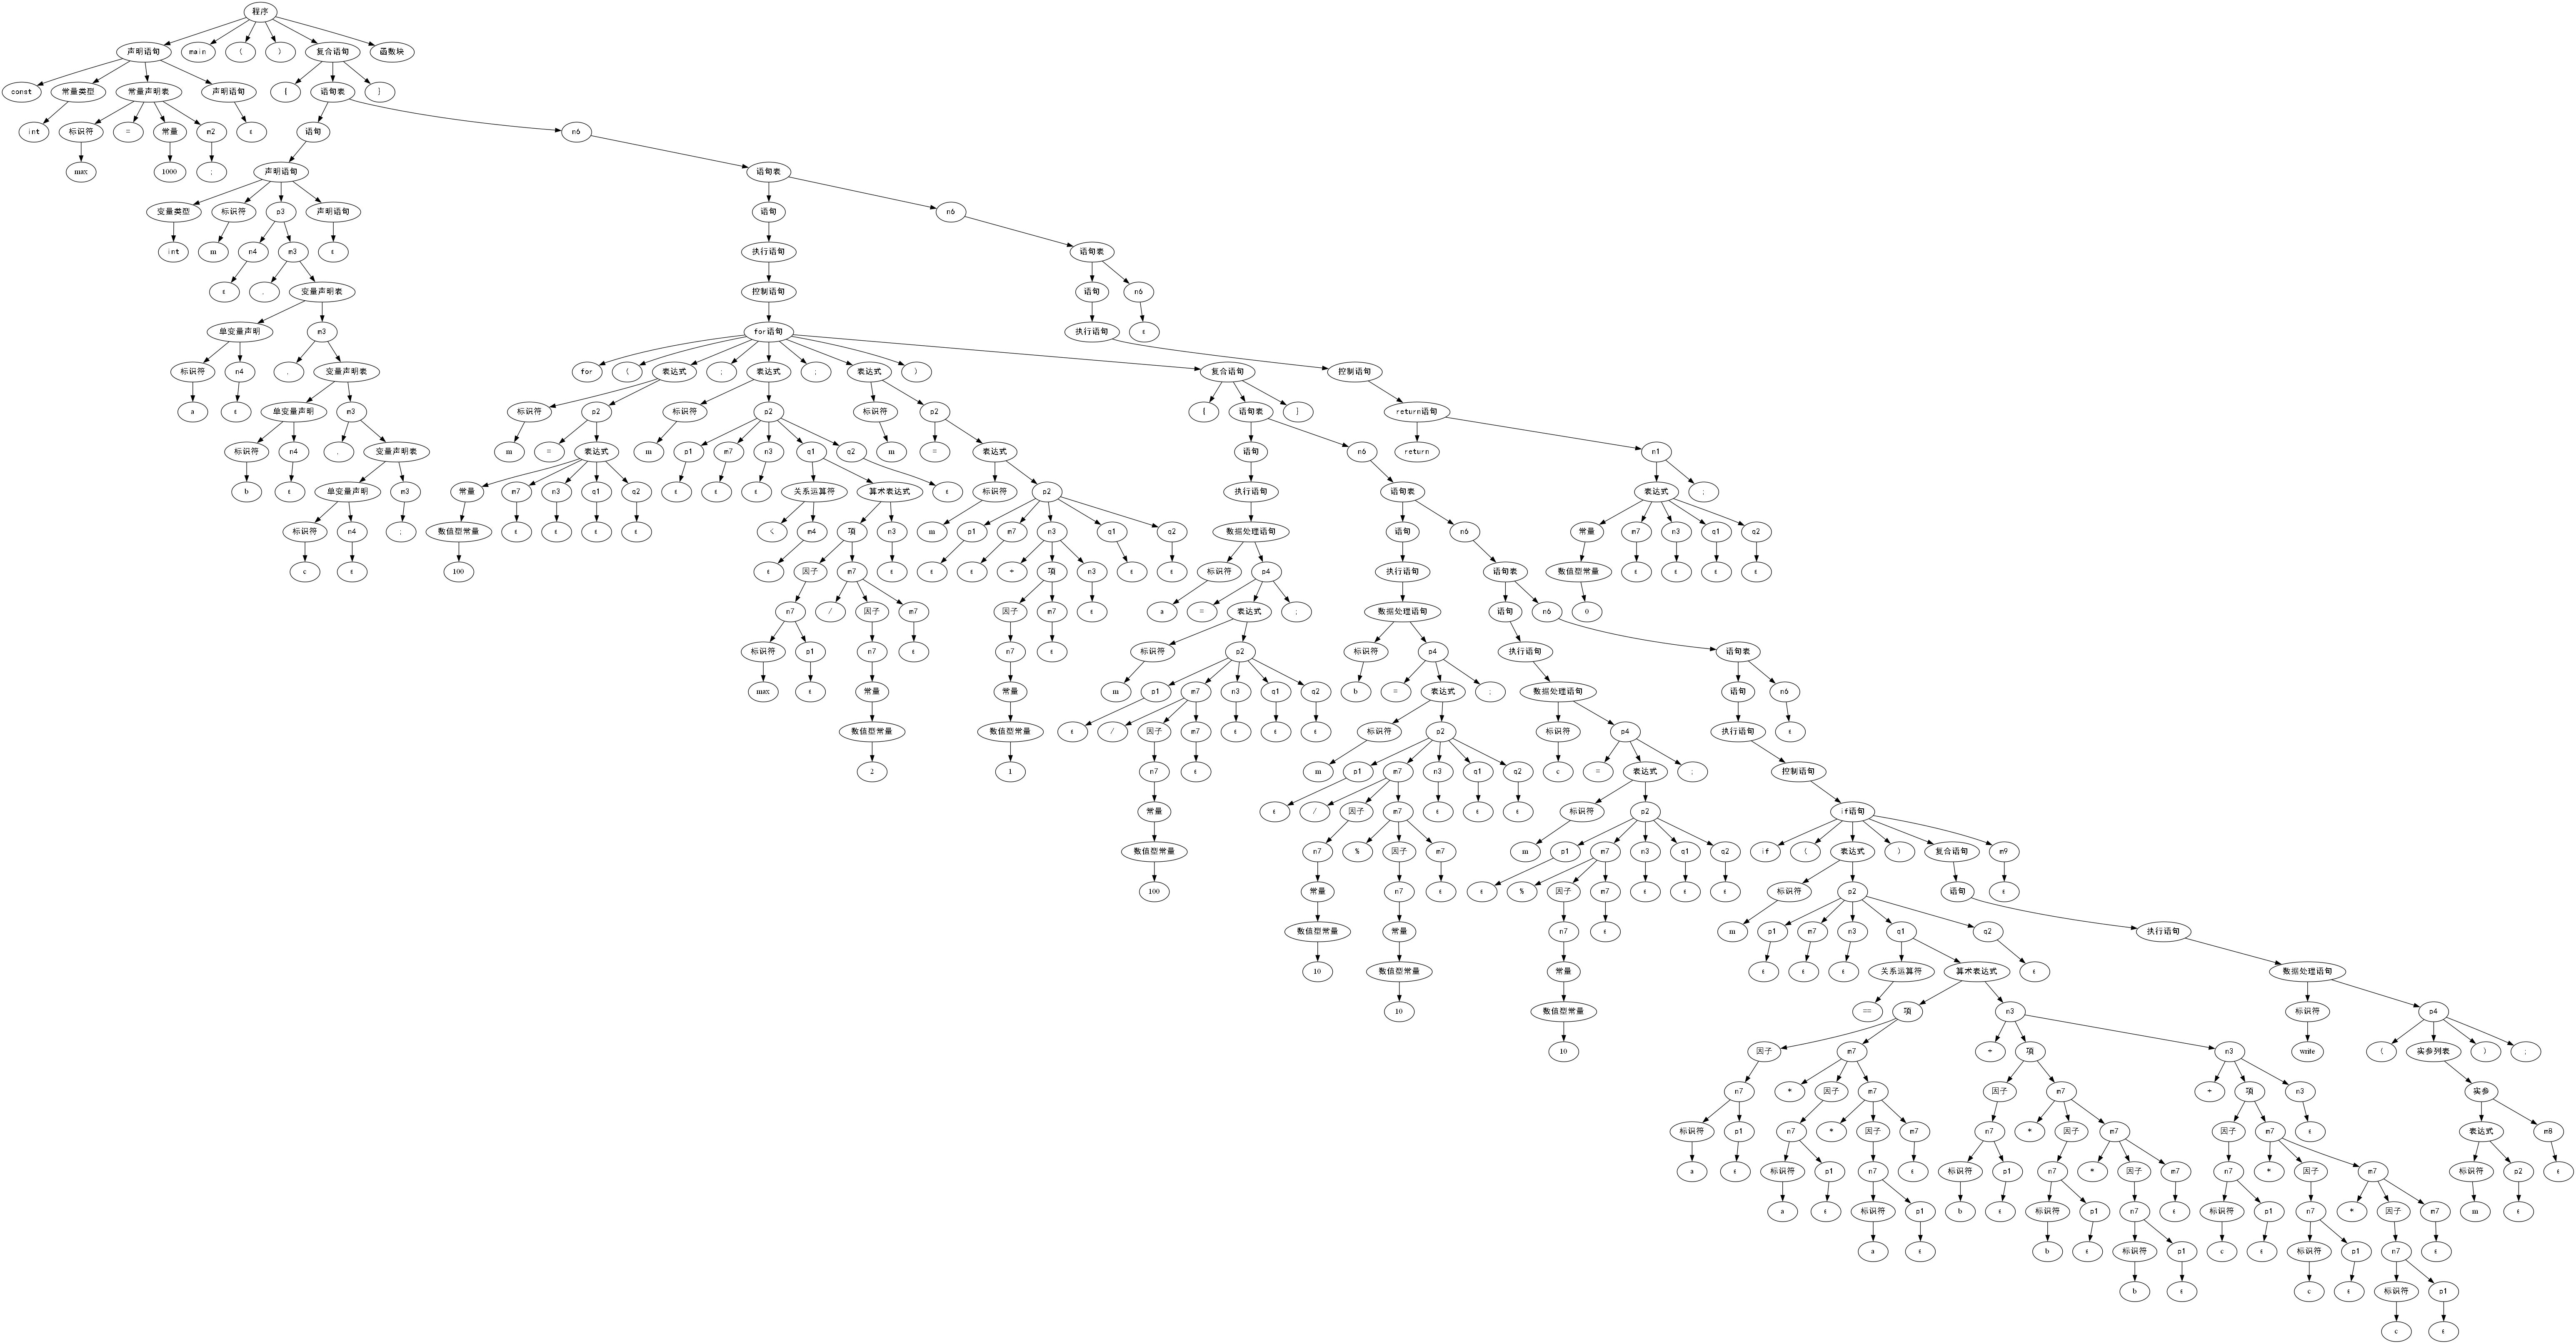 程序
声明语句 main ( ) 复合语句 函数块
const 常量类型 常量声明表 声明语句 { 语句表 }
int 标识符 = 常量 m2 ε 语句 n6
max 1000 ; 声明语句 语句表
变量类型 标识符 p3 声明语句 语句 n6
int m n4 m3 ε 执行语句 语句表
ε , 变量声明表 控制语句 语句 n6
单变量声明 m3 for语句 执行语句 ε
标识符 n4 , 变量声明表 for ( 表达式 ; 表达式 ; 表达式 ) 复合语句 控制语句
a ε 单变量声明 m3 标识符 p2 标识符 p2 标识符 p2 { 语句表 } return语句
标识符 n4 , 变量声明表 m = 表达式 m p1 m7 n3 q1 q2 m = 表达式 语句 n6 return n1
b ε 单变量声明 m3 常量 m7 n3 q1 q2 ε ε ε 关系运算符 算术表达式 ε 标识符 p2 执行语句 语句表 表达式 ;
标识符 n4 ; 数值型常量 ε ε ε ε < m4 項 n3 m p1 m7 n3 q1 q2 数据处理语句 语句 n6 常量 m7 n3 q1 q2
c ε 100 ε 因子 m7 ε ε ε + 項 n3 ε ε 标识符 p4 执行语句 语句表 数值型常量 ε ε ε ε
n7 / 因子 m7 因子 m7 ε a = 表达式 ; 数据处理语句 语句 n6 0
标识符 p1 n7 ε n7 ε 标识符 p2 标识符 p4 执行语句 语句表
max ε 常量 常量 m p1 m7 n3 q1 q2 b = 表达式 ; 数据处理语句 语句 n6
数值型常量 数值型常量 ε / 因子 m7 ε ε ε 标识符 p2 标识符 p4 执行语句 ε
2 1 n7 ε m p1 m7 n3 q1 q2 c = 表达式 ; 控制语句
常量 ε / 因子 m7 ε ε ε 标识符 p2 if语句
数值型常量 n7 % 因子 m7 m p1 m7 n3 q1 q2 if ( 表达式 ) 复合语句 m9
100 常量 n7 ε ε % 因子 m7 ε ε ε 标识符 p2 语句 ε
数值型常量 常量 n7 ε m p1 m7 n3 q1 q2 执行语句
10 数值型常量 常量 ε ε ε 关系运算符 算术表达式 ε 数据处理语句
10 数值型常量 == 項 n3 标识符 p4
10 因子 m7 + 項 n3 write ( 实参列表 ) ;
n7 * 因子 m7 因子 m7 + 項 n3 实参
标识符 p1 n7 * 因子 m7 n7 * 因子 m7 因子 m7 ε 表达式 m8
a ε 标识符 p1 n7 ε 标识符 p1 n7 * 因子 m7 n7 * 因子 m7 标识符 p2 ε
a ε 标识符 p1 b ε 标识符 p1 n7 ε 标识符 p1 n7 * 因子 m7 m ε
a ε b ε 标识符 p1 c ε 标识符 p1 n7 ε
b ε c ε 标识符 p1
c ε